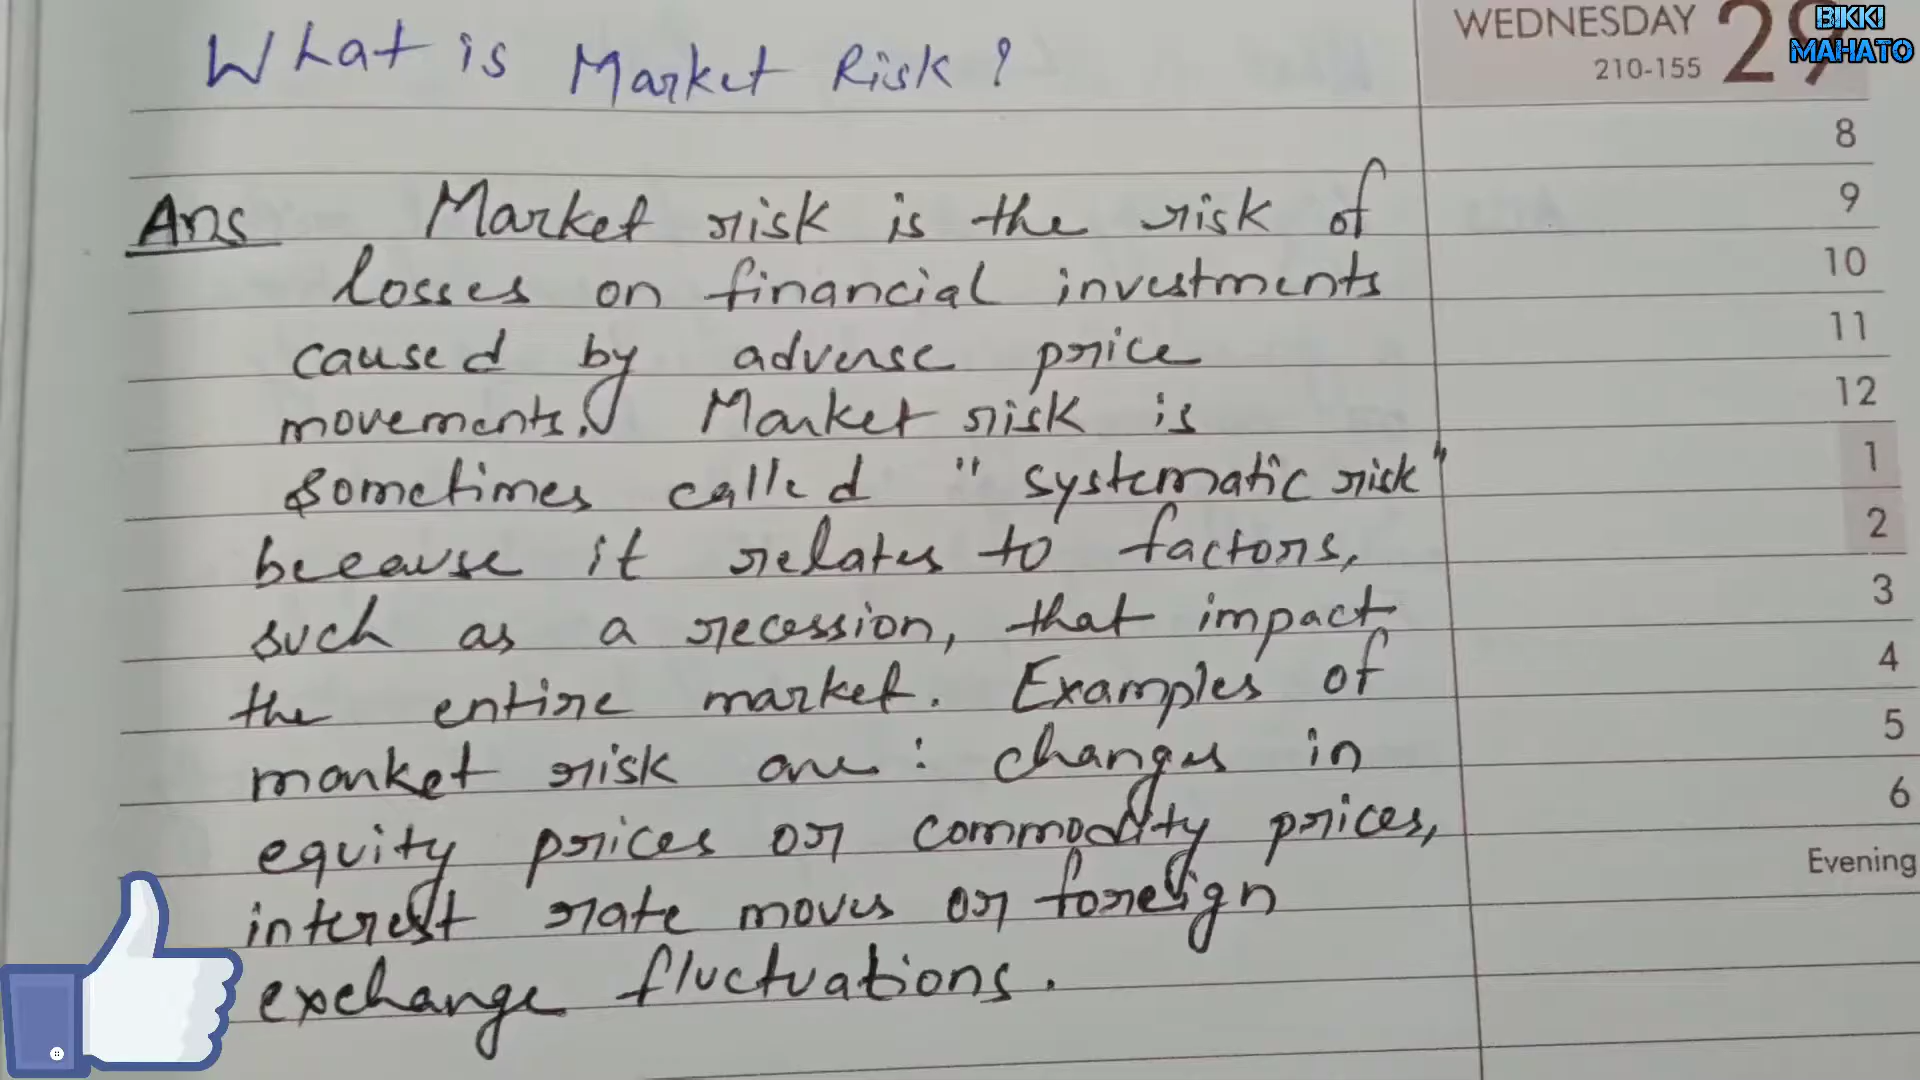 What is Market Risk?
WEDNESDAY 29
210-155
BIKKI
MAHATO
Ans Market risk is the risk of
losses on financial investments
caused by adverse price
movements. Market risk is
sometimes called "systematic risk"
because it relates to factors,
such as a recession, that impact
the entire market. Examples of
market risk are: changes in
equity prices or commodity prices,
interest rate moves or foreign
exchange fluctuations.
8
9
10
11
12
1
2
3
4
5
6
Evening